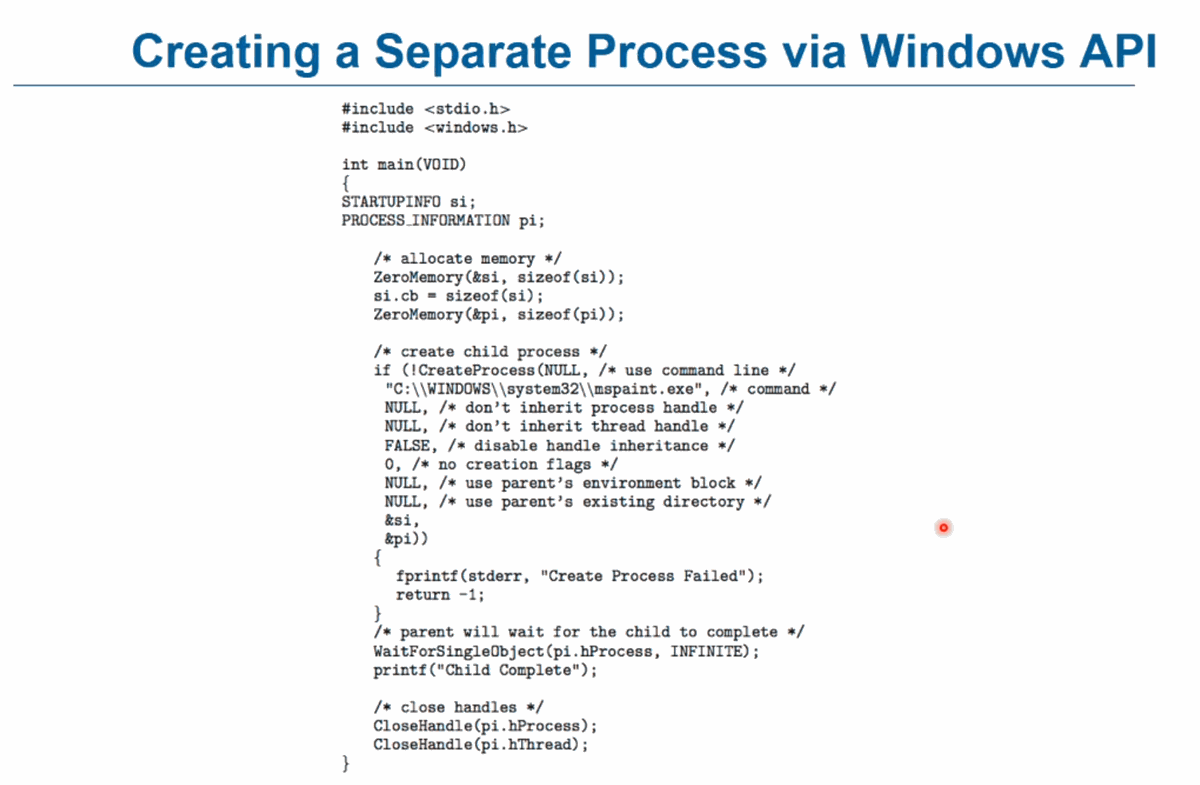 Creating a Separate Process via Windows API
#include <stdio.h>
#include <windows.h>
int main(VOID)
{
STARTUPINFO si;
PROCESS_INFORMATION pi;
/* allocate memory */
ZeroMemory(&si, sizeof(si));
si.cb = sizeof(si);
ZeroMemory(&pi, sizeof(pi));
/* create child process */
if (!CreateProcess(NULL, /* use command line */
"C:\\WINDOWS\\system32\\mspaint.exe", /* command */
NULL, /* don't inherit process handle */
NULL, /* don't inherit thread handle */
FALSE, /* disable handle inheritance */
0, /* no creation flags */
NULL, /* use parent's environment block */
NULL, /* use parent's existing directory */
&si,
&pi))
{
fprintf(stderr, "Create Process Failed");
return -1;
}
/* parent will wait for the child to complete */
WaitForSingleObject(pi.hProcess, INFINITE);
printf("Child Complete");
/* close handles */
CloseHandle(pi.hProcess);
CloseHandle(pi.hThread);
}